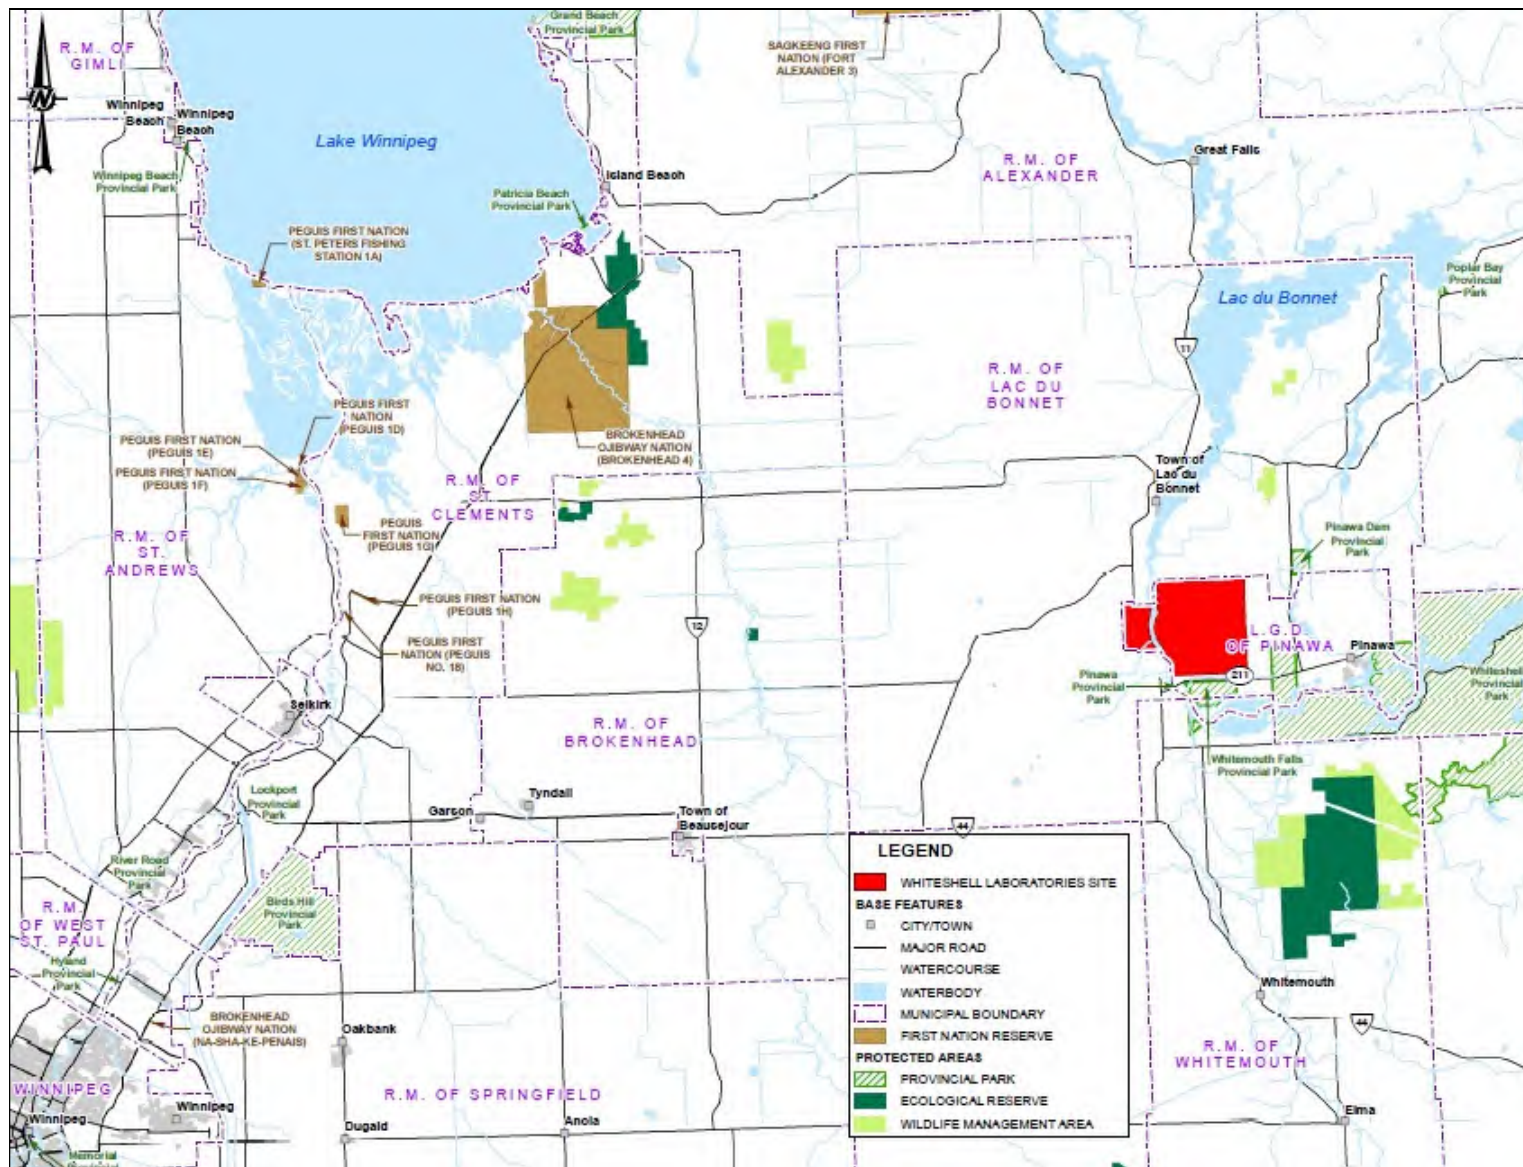 Grand Beach
Provincial Park
R.M. OF
GIMLI
SAGKEENG FIRST
NATION (FORT
ALEXANDER 3)
N
Winnipeg
Beach
Winnipeg
Beach
Lake Winnipeg
Great Falls
R.M. OF
ALEXANDER
Winnipeg Beach
Provincial Park
Island Beach
Patricia Beach
Provincial Park
PEGUIS FIRST NATION
(ST. PETERS FISHING
STATION 1A)
Poplar Bay
Provincial
Park
Lac du Bonnet
11
R.M. OF
LAC DU
BONNET
PEGUIS FIRST
NATION
(PEGUIS 1D)
PEGUIS FIRST NATION
(PEGUIS 1E)
PEGUIS FIRST NATION
(PEGUIS 1F)
BROKENHEAD
OJIBWAY NATION
(BROKENHEAD 4)
Town of
Lac du
Bonnet
R.M. OF
ST.
CLEMENTS
PEGUIS
FIRST NATION
(PEGUIS 1G)
R.M. OF
ST.
ANDREWS
Pinawa Dam
Provincial
Park
PEGUIS FIRST NATION
(PEGUIS 1H)
12
PEGUIS FIRST
NATION (PEGUIS
NO. 1B)
L.G.D.
OF PINAWA
Pinawa
211
Pinawa
Provincial
Park
Whiteshell
Provincial
Park
Selkirk
R.M. OF
BROKENHEAD
Whitemouth Falls
Provincial Park
Lockport
Provincial
Park
Tyndall
Garson
Town of
Beausejour
44
River Road
Provincial
Park
Birds Hill
Provincial
Park
R.M.
OF WEST
ST. PAUL
Hyland
Provincial
Park
LEGEND
WHITESHELL LABORATORIES SITE
BASE FEATURES
CITY/TOWN
MAJOR ROAD
WATERCOURSE
WATERBODY
MUNICIPAL BOUNDARY
FIRST NATION RESERVE
PROTECTED AREAS
PROVINCIAL PARK
ECOLOGICAL RESERVE
WILDLIFE MANAGEMENT AREA
Whitemouth
44
BROKENHEAD
OJIBWAY NATION
(NA-SHA-KE-PENAIS)
Oakbank
R.M. OF
WHITEMOUTH
WINNIPEG
R.M. OF SPRINGFIELD
Winnipeg
Winnipeg
Dugald
Anola
Elma
Memorial
Provincial